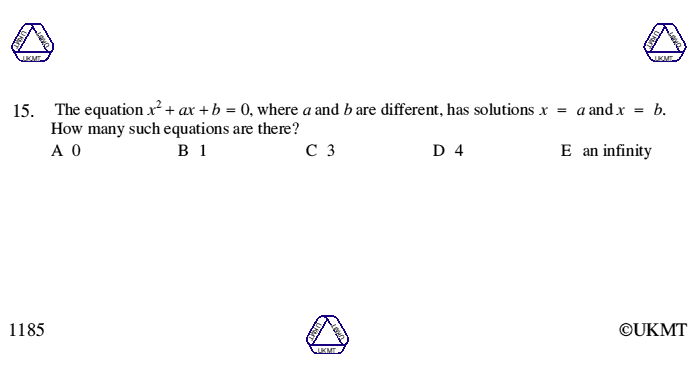 UKMT UKMT UKMT
UKMT UKMT UKMT
15. The equation x² + ax + b = 0, where a and b are different, has solutions x = a and x = b.
How many such equations are there?
A 0 B 1 C 3 D 4 E an infinity
1185
UKMT UKMT UKMT
©UKMT